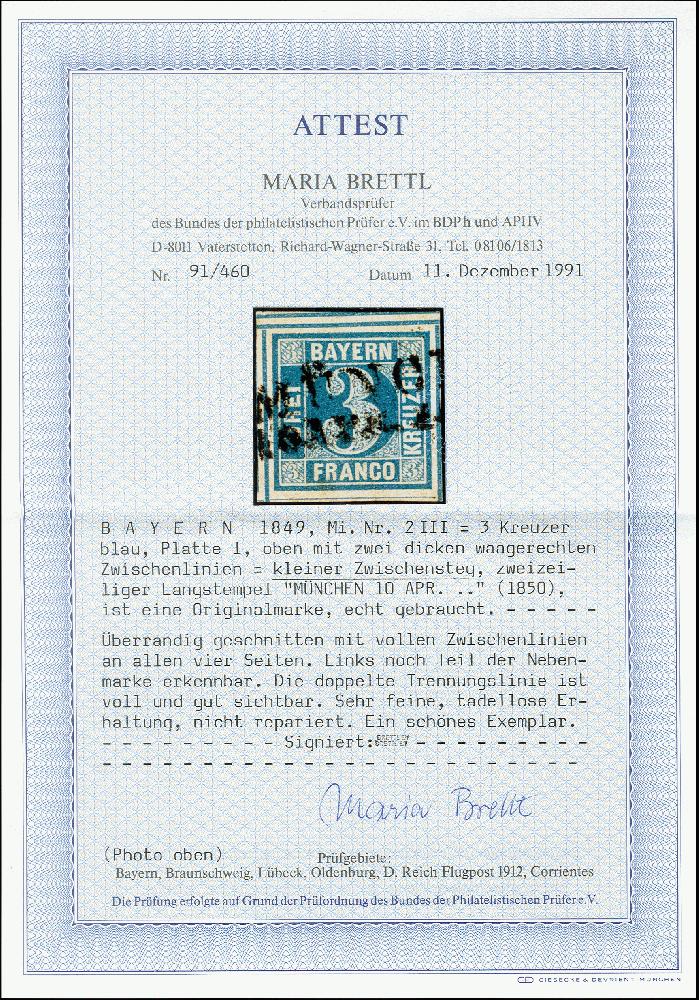 ATTEST
MARIA BRETTL
Verbandsprüfer
des Bundes der philatelistischen Prüfer e.V. im BDPh und APHV
D-8011 Vaterstetten, Richard-Wagner-Straße 31. Tel. 08106/1813
Nr. 91/460 Datum 11. Dezember 1991
BAYERN
DREI
3
KREUZER
FRANCO
B A Y E R N 1849, Mi. Nr. 2 III = 3 Kreuzer
blau, Platte 1, oben mit zwei dicken waagerechten
Zwischenlinien = kleiner Zwischensteg, zweizei-
liger Langstempel "MÜNCHEN 10 APR. .." (1850),
ist eine Originalmarke, echt gebraucht. - - - - -
Überrandig geschnitten mit vollen Zwischenlinien
an allen vier Seiten. Links noch Teil der Neben-
marke erkennbar. Die doppelte Trennungslinie ist
voll und gut sichtbar. Sehr feine, tadellose Er-
haltung, nicht repariert. Ein schönes Exemplar.
- - - - - - - - - Signiert: - - - - - - - - -
- - - - - - - - - - - - - - - - - - - - - - - -
Maria Brettl
(Photo oben) Prüfgebiete:
Bayern, Braunschweig, Lübeck, Oldenburg, D. Reich Flugpost 1912, Corrientes
Die Prüfung erfolgte auf Grund der Prüfordnung des Bundes der Philatelistischen Prüfer e.V.
GIESECKE & DEVRIENT MÜNCHEN